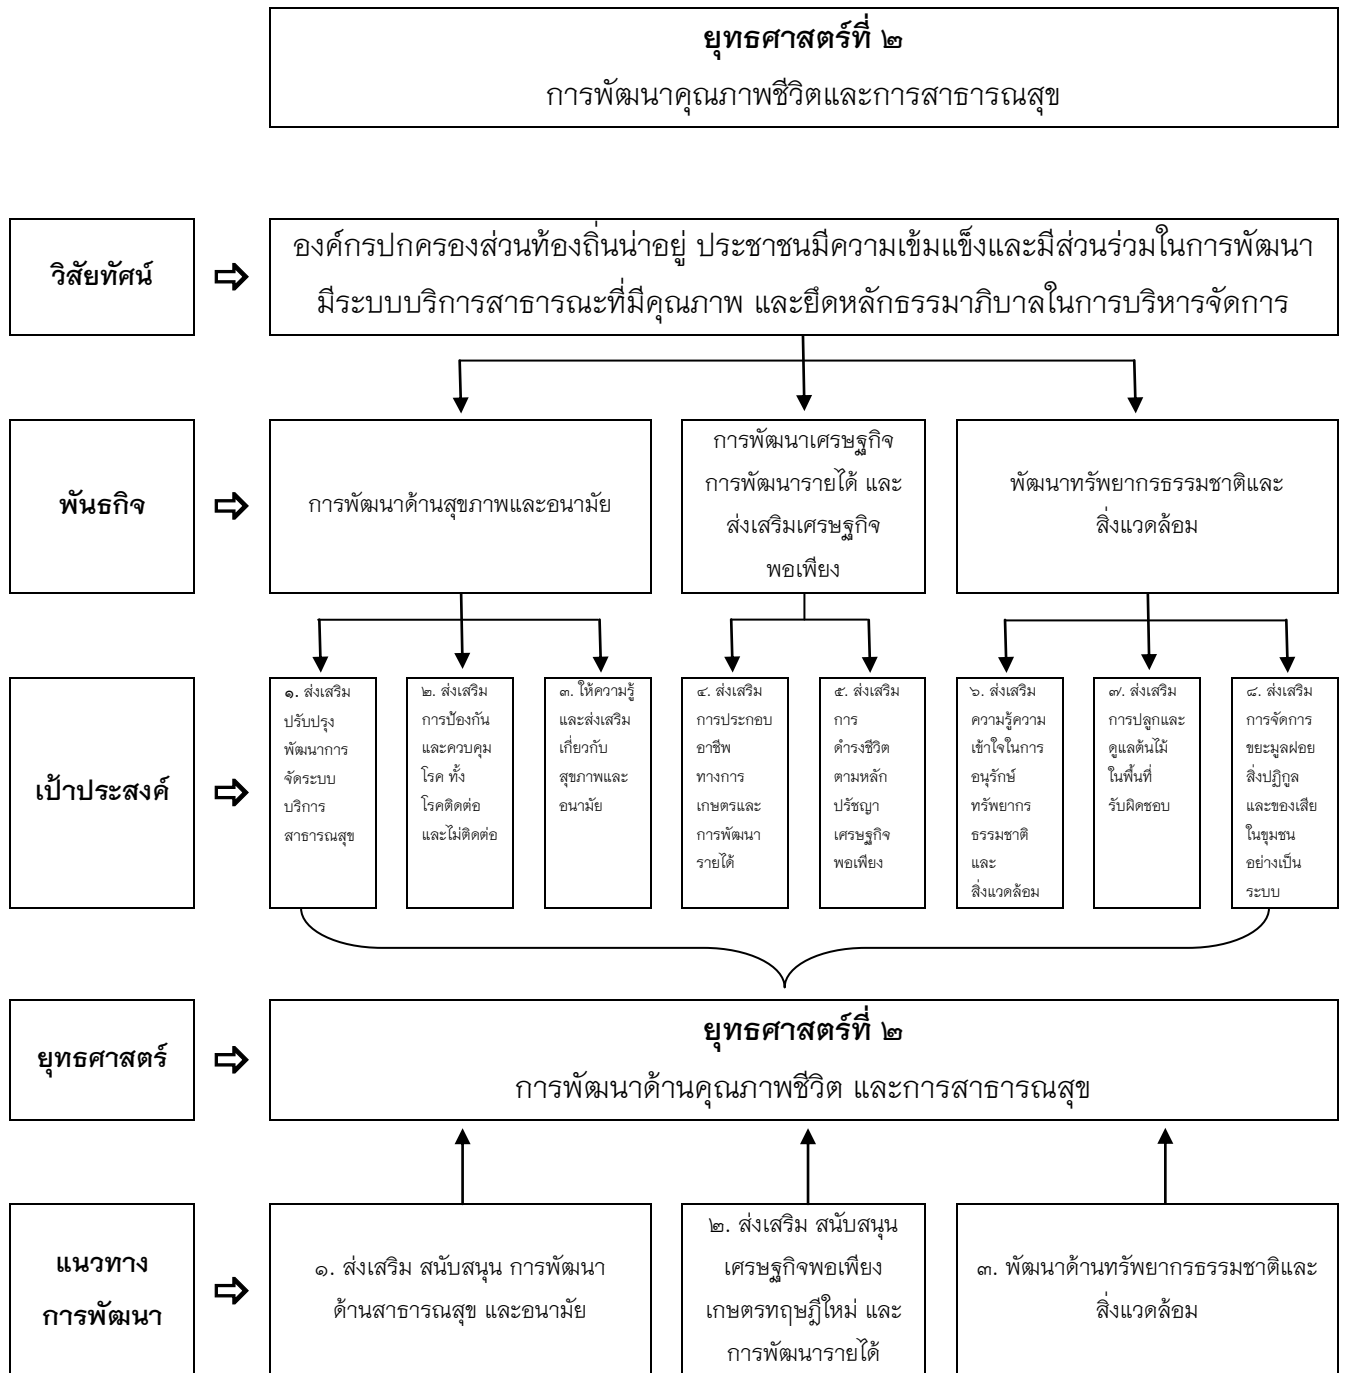 ยุทธศาสตร์ที่ ๒
การพัฒนาคุณภาพชีวิตและการสาธารณสุข
วิสัยทัศน์
องค์กรปกครองส่วนท้องถิ่นน่าอยู่ ประชาชนมีความเข้มแข็งและมีส่วนร่วมในการพัฒนา
มีระบบบริการสาธารณะที่มีคุณภาพ และยึดหลักธรรมาภิบาลในการบริหารจัดการ
พันธกิจ
การพัฒนาด้านสุขภาพและอนามัย
การพัฒนาเศรษฐกิจ
การพัฒนารายได้ และ
ส่งเสริมเศรษฐกิจ
พอเพียง
พัฒนาทรัพยากรธรรมชาติและ
สิ่งแวดล้อม
เป้าประสงค์
๑. ส่งเสริม
ปรับปรุง
พัฒนาการ
จัดระบบ
บริการ
สาธารณสุข
๒. ส่งเสริม
การป้องกัน
และควบคุม
โรค ทั้ง
โรคติดต่อ
และไม่ติดต่อ
๓. ให้ความรู้
และส่งเสริม
เกี่ยวกับ
สุขภาพและ
อนามัย
๔. ส่งเสริม
การประกอบ
อาชีพ
ทางการ
เกษตรและ
การพัฒนา
รายได้
๕. ส่งเสริม
การ
ดำรงชีวิต
ตามหลัก
ปรัชญา
เศรษฐกิจ
พอเพียง
๖. ส่งเสริม
ความรู้ความ
เข้าใจในการ
อนุรักษ์
ทรัพยากร
ธรรมชาติ
และ
สิ่งแวดล้อม
๗. ส่งเสริม
การปลูกและ
ดูแลต้นไม้
ในพื้นที่
รับผิดชอบ
๘. ส่งเสริม
การจัดการ
ขยะมูลฝอย
สิ่งปฏิกูล
และของเสีย
ในชุมชน
อย่างเป็น
ระบบ
ยุทธศาสตร์
ยุทธศาสตร์ที่ ๒
การพัฒนาด้านคุณภาพชีวิต และการสาธารณสุข
แนวทาง
การพัฒนา
๑. ส่งเสริม สนับสนุน การพัฒนา
ด้านสาธารณสุข และอนามัย
๒. ส่งเสริม สนับสนุน
เศรษฐกิจพอเพียง
เกษตรทฤษฎีใหม่ และ
การพัฒนารายได้
๓. พัฒนาด้านทรัพยากรธรรมชาติและ
สิ่งแวดล้อม